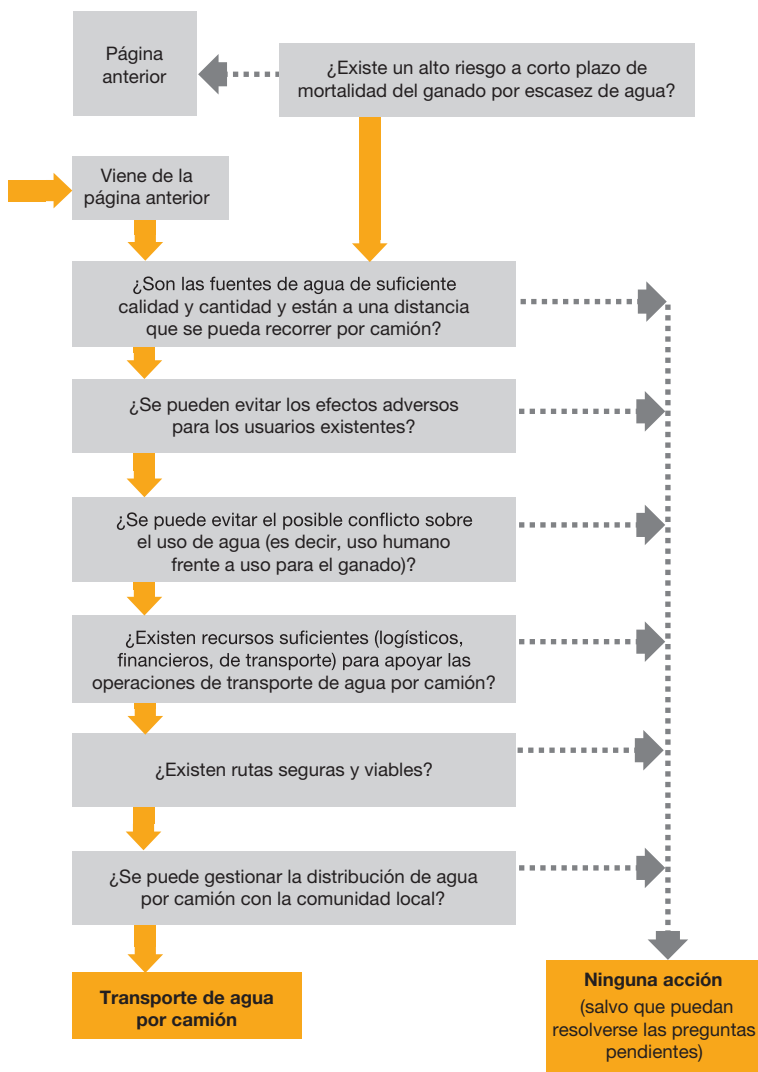 Página
anterior
¿Existe un alto riesgo a corto plazo de
mortalidad del ganado por escasez de agua?
Viene de la
página anterior
¿Son las fuentes de agua de suficiente
calidad y cantidad y están a una distancia
que se pueda recorrer por camión?
¿Se pueden evitar los efectos adversos
para los usuarios existentes?
¿Se puede evitar el posible conflicto sobre
el uso de agua (es decir, uso humano
frente a uso para el ganado)?
¿Existen recursos suficientes (logísticos,
financieros, de transporte) para apoyar las
operaciones de transporte de agua por camión?
¿Existen rutas seguras y viables?
¿Se puede gestionar la distribución de agua
por camión con la comunidad local?
Transporte de agua
por camión
Ninguna acción
(salvo que puedan
resolverse las preguntas
pendientes)